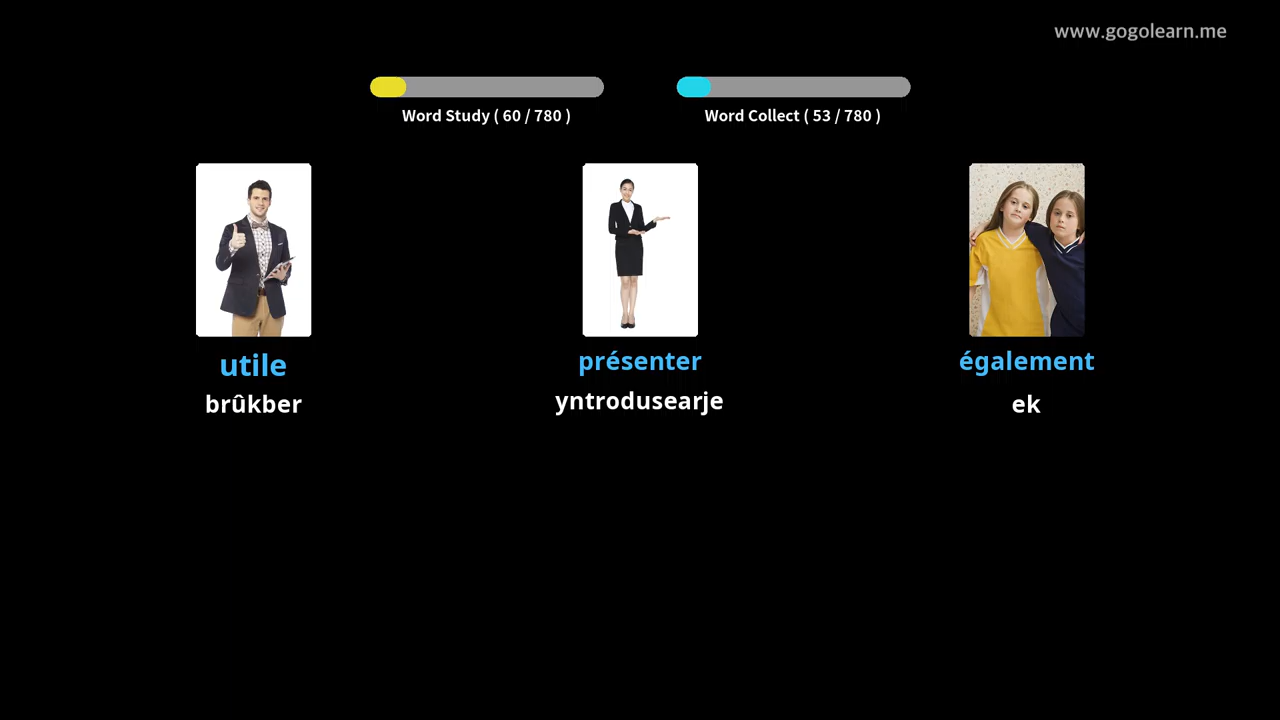 www.gogolearn.me
Word Study ( 60 / 780 )
Word Collect ( 53 / 780 )
utile
présenter
également
brûkber
yntrodusearje
ek